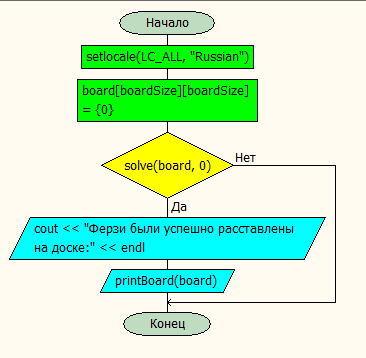 Начало
setlocale(LC_ALL, "Russian")
board[boardSize][boardSize]
= {0}
solve(board, 0)
Нет
Да
cout << "Ферзи были успешно расставлены
на доске:" << endl
printBoard(board)
Конец